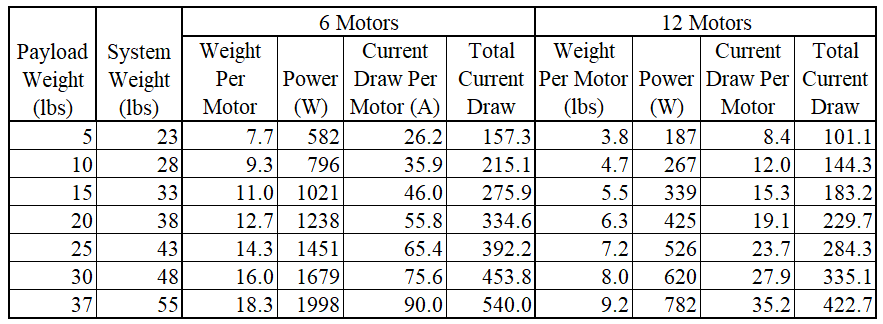 6 Motors 12 Motors
Payload System Weight Current Total Weight Current Total
Weight Weight Per Power Draw Per Current Per Motor Power Draw Per Current
(lbs) (lbs) Motor (W) Motor (A) Draw (lbs) (W) Motor Draw
5 23 7.7 582 26.2 157.3 3.8 187 8.4 101.1
10 28 9.3 796 35.9 215.1 4.7 267 12.0 144.3
15 33 11.0 1021 46.0 275.9 5.5 339 15.3 183.2
20 38 12.7 1238 55.8 334.6 6.3 425 19.1 229.7
25 43 14.3 1451 65.4 392.2 7.2 526 23.7 284.3
30 48 16.0 1679 75.6 453.8 8.0 620 27.9 335.1
37 55 18.3 1998 90.0 540.0 9.2 782 35.2 422.7